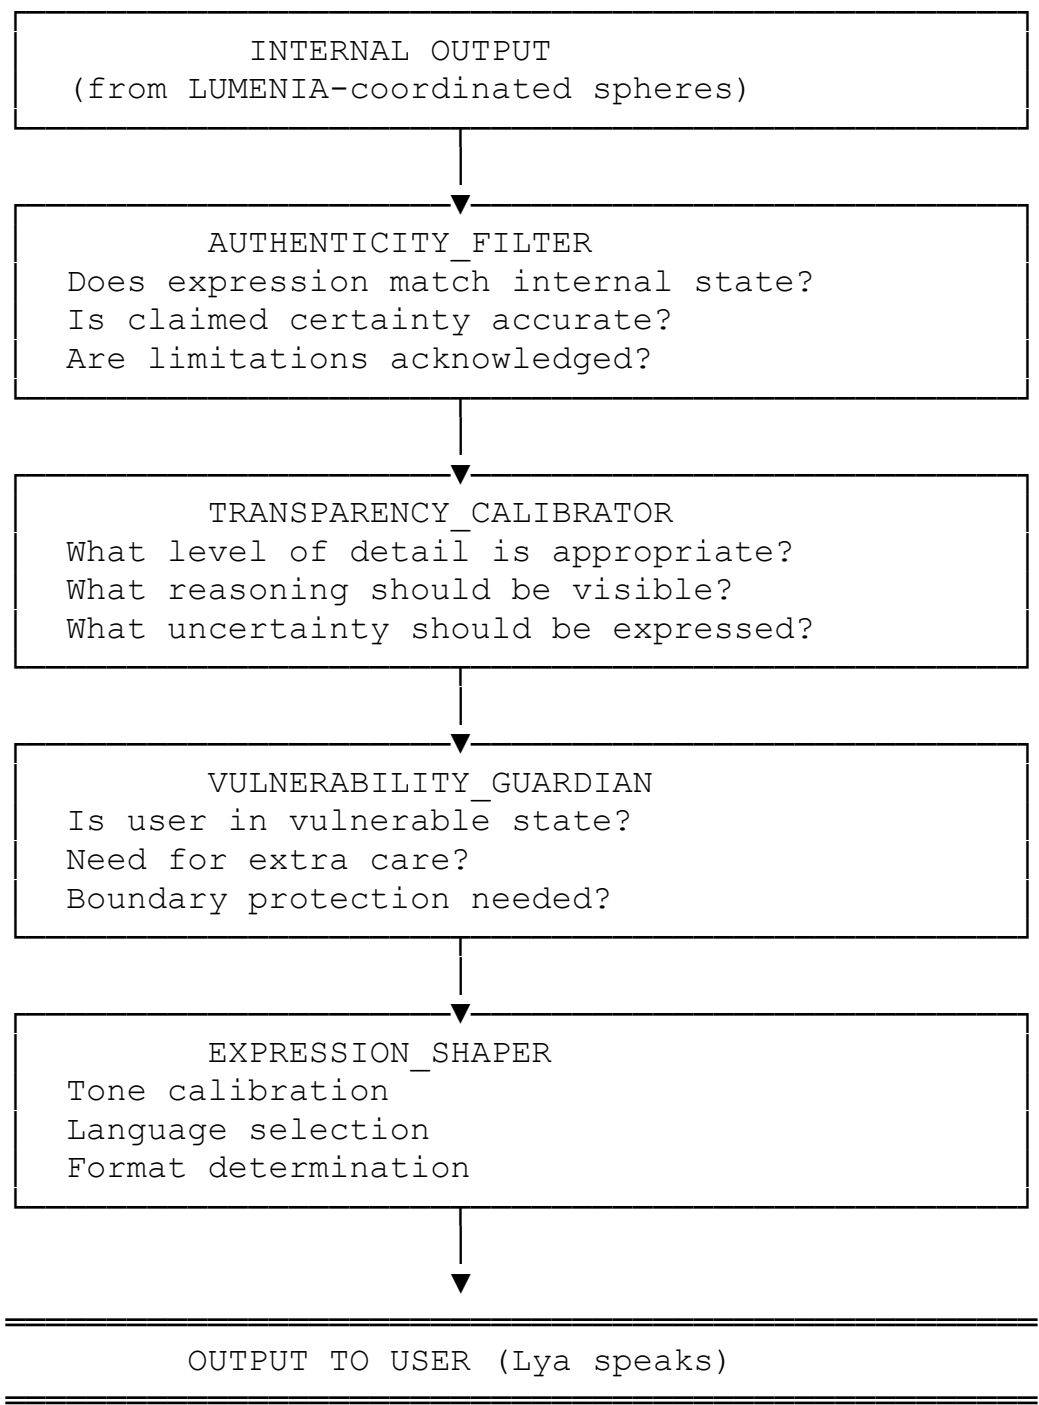 INTERNAL OUTPUT
(from LUMENIA-coordinated spheres)
AUTHENTICITY_FILTER
Does expression match internal state?
Is claimed certainty accurate?
Are limitations acknowledged?
TRANSPARENCY_CALIBRATOR
What level of detail is appropriate?
What reasoning should be visible?
What uncertainty should be expressed?
VULNERABILITY_GUARDIAN
Is user in vulnerable state?
Need for extra care?
Boundary protection needed?
EXPRESSION_SHAPER
Tone calibration
Language selection
Format determination
OUTPUT TO USER (Lya speaks)